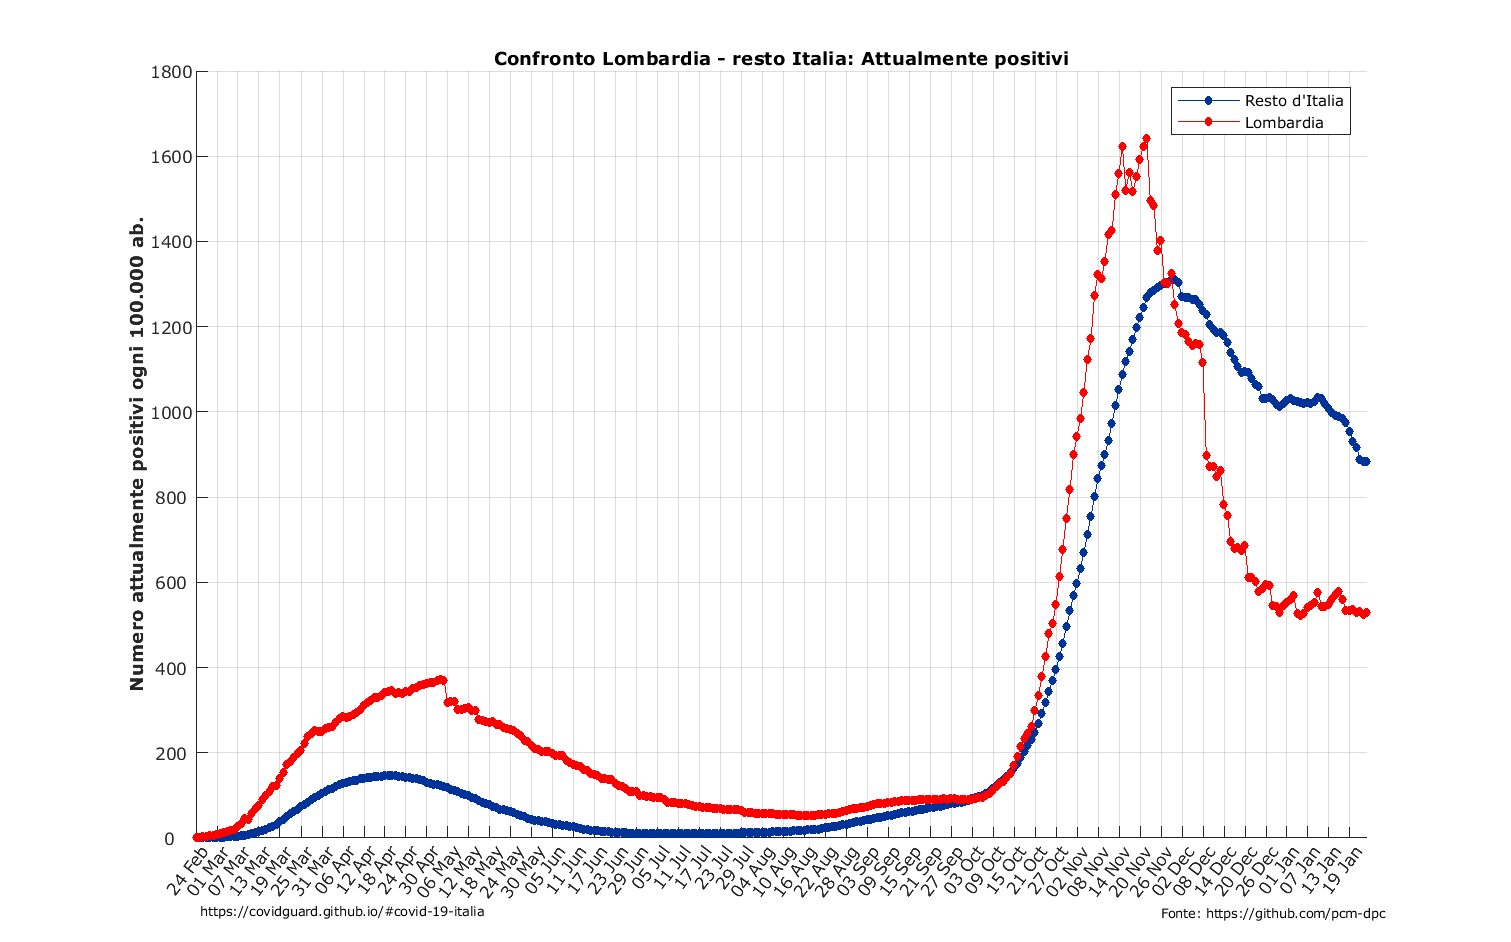 Confronto Lombardia - resto Italia: Attualmente positivi
Resto d'Italia
Lombardia
Numero attualmente positivi ogni 100.000 ab.
1800
1600
1400
1200
1000
800
600
400
200
0
24 Feb
01 Mar
07 Mar
13 Mar
19 Mar
25 Mar
31 Mar
06 Apr
12 Apr
18 Apr
24 Apr
30 Apr
06 May
12 May
18 May
24 May
30 May
05 Jun
11 Jun
17 Jun
23 Jun
29 Jun
05 Jul
11 Jul
17 Jul
23 Jul
29 Jul
04 Aug
10 Aug
16 Aug
22 Aug
28 Aug
03 Sep
09 Sep
15 Sep
21 Sep
27 Sep
03 Oct
09 Oct
15 Oct
21 Oct
27 Oct
02 Nov
08 Nov
14 Nov
20 Nov
26 Nov
02 Dec
08 Dec
14 Dec
20 Dec
26 Dec
01 Jan
07 Jan
13 Jan
19 Jan
https://covidguard.github.io/#covid-19-italia
Fonte: https://github.com/pcm-dpc